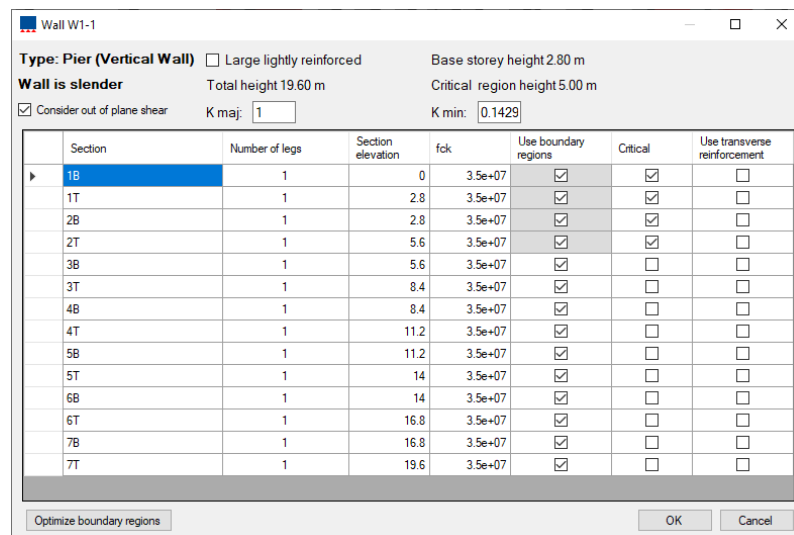 Wall W1-1
Type: Pier (Vertical Wall) Large lightly reinforced Base storey height 2.80 m
Wall is slender Total height 19.60 m Critical region height 5.00 m
Consider out of plane shear K maj: 1 K min: 0.1429
Section Number of legs Section elevation fck Use boundary regions Critical Use transverse reinforcement
1B 1 0 3.5e+07
1T 1 2.8 3.5e+07
2B 1 2.8 3.5e+07
2T 1 5.6 3.5e+07
3B 1 5.6 3.5e+07
3T 1 8.4 3.5e+07
4B 1 8.4 3.5e+07
4T 1 11.2 3.5e+07
5B 1 11.2 3.5e+07
5T 1 14 3.5e+07
6B 1 14 3.5e+07
6T 1 16.8 3.5e+07
7B 1 16.8 3.5e+07
7T 1 19.6 3.5e+07
Optimize boundary regions OK Cancel